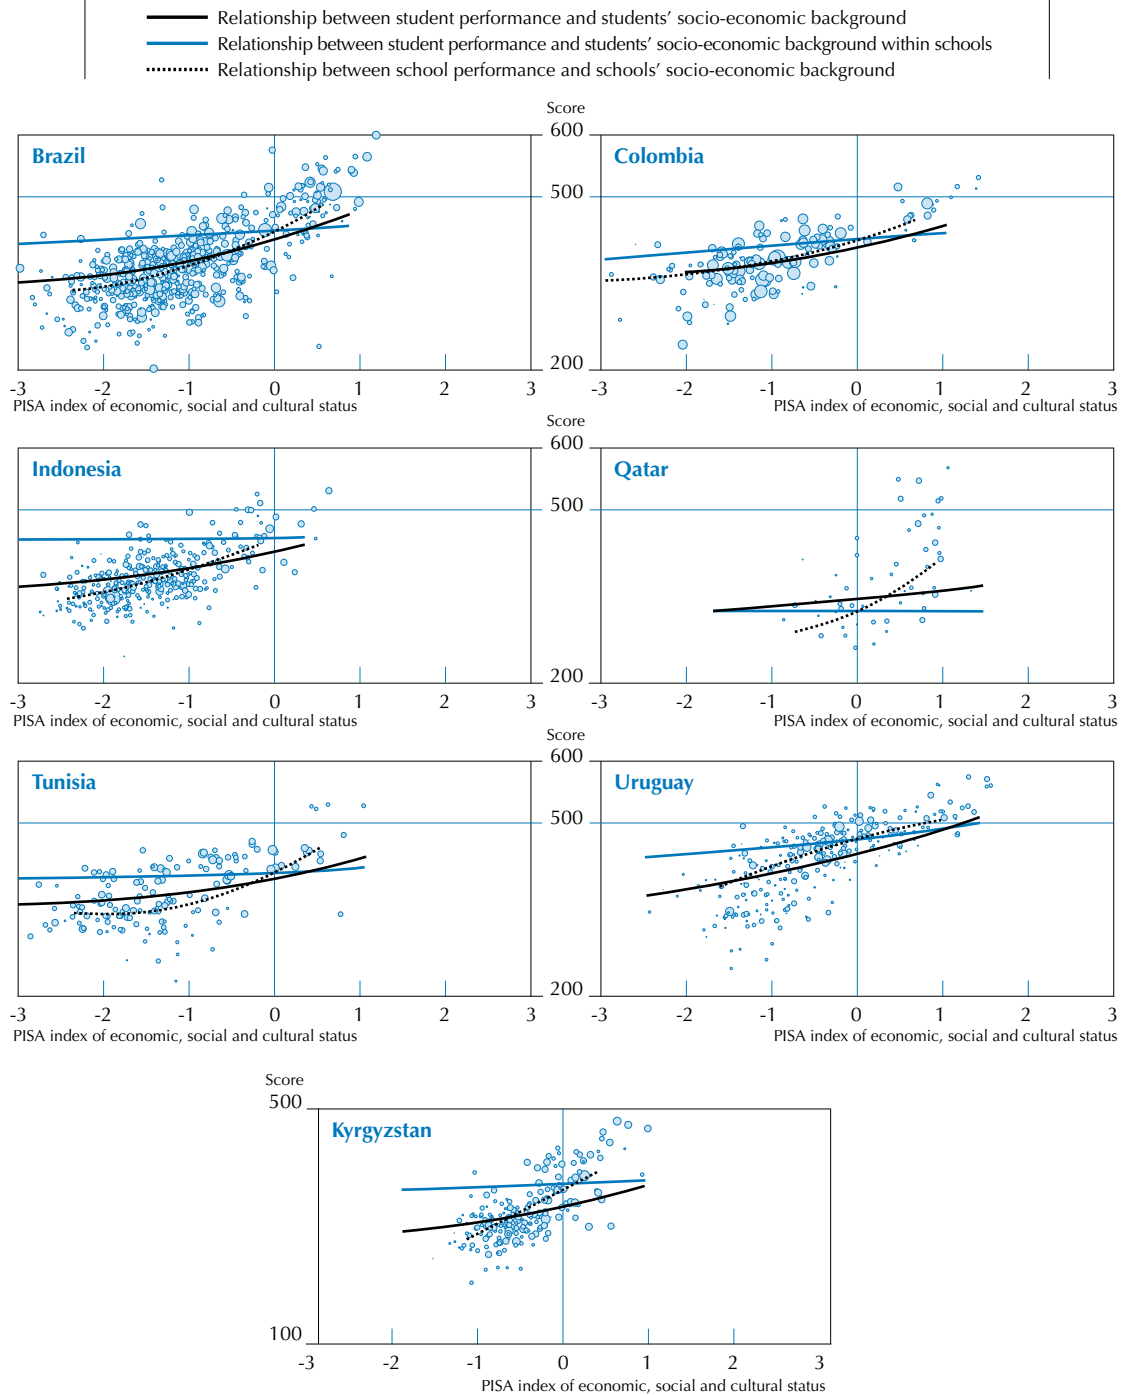 Relationship between student performance and students' socio-economic background
Relationship between student performance and students' socio-economic background within schools
Relationship between school performance and schools' socio-economic background
Score
600
Brazil
Colombia
500
200
-3 -2 -1 0 1 2 3
-3 -2 -1 0 1 2 3
PISA index of economic, social and cultural status
PISA index of economic, social and cultural status
Score
600
Indonesia
Qatar
500
200
-3 -2 -1 0 1 2 3
-3 -2 -1 0 1 2 3
PISA index of economic, social and cultural status
PISA index of economic, social and cultural status
Score
600
Tunisia
Uruguay
500
200
-3 -2 -1 0 1 2 3
-3 -2 -1 0 1 2 3
PISA index of economic, social and cultural status
PISA index of economic, social and cultural status
Score
500
Kyrgyzstan
100
-3 -2 -1 0 1 2 3
PISA index of economic, social and cultural status